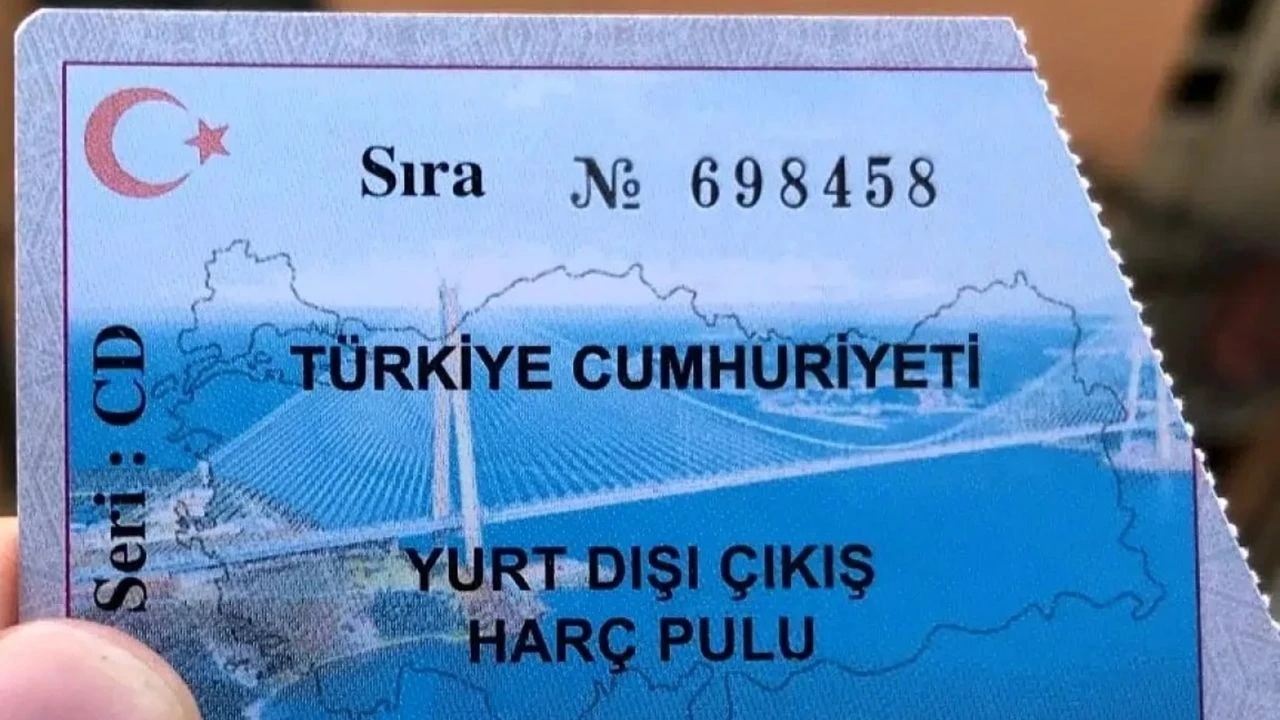 Sıra № 698458
Seri : CD
TÜRKİYE CUMHURİYETİ
YURT DIŞI ÇIKIŞ
HARÇ PULU